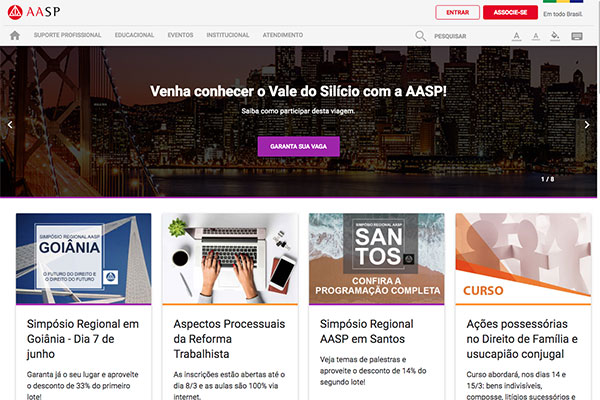 AASP
ENTRAR
ASSOCIE-SE
Em todo Brasil.
SUPORTE PROFISSIONAL
EDUCACIONAL
EVENTOS
INSTITUCIONAL
ATENDIMENTO
PESQUISAR
A
A
Venha conhecer o Vale do Silício com a AASP!
Saiba como participar desta viagem.
GARANTA SUA VAGA
1 / 8
SIMPÓSIO REGIONAL AASP
GOIÂNIA
O FUTURO DO DIREITO E
O DIREITO DO FUTURO
Simpósio Regional em
Goiânia - Dia 7 de
junho
Garanta já o seu lugar e aproveite
o desconto de 33% do primeiro
lote!
Aspectos Processuais
da Reforma
Trabalhista
As inscrições estão abertas até o
dia 8/3 e as aulas são 100% via
internet.
SIMPÓSIO REGIONAL AASP
SAN
TOS
CONFIRA A
PROGRAMAÇÃO COMPLETA
Simpósio Regional
AASP em Santos
Veja temas de palestras e
aproveite o desconto de 14% do
segundo lote!
CURSO
Ações possessórias
no Direito de Família e
usucapião conjugal
Curso abordará, nos dias 14 e
15/3: bens indivisíveis,
composse, litígios sucessórios e